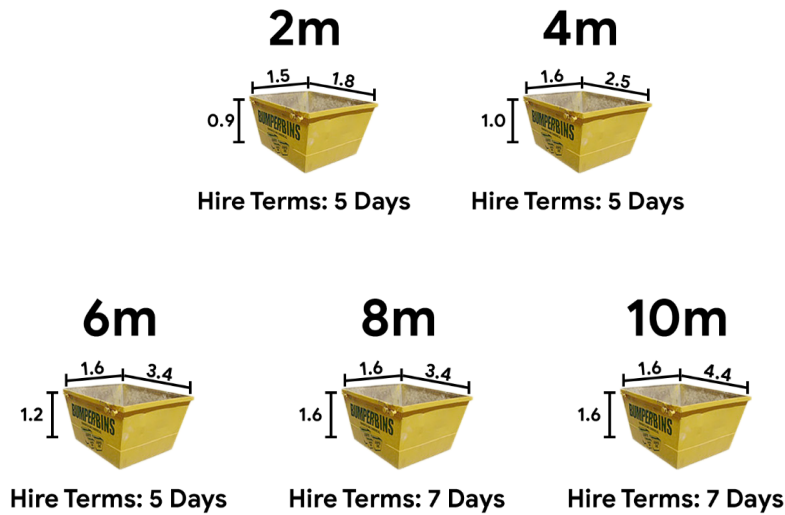 2m
4m
1.5 1.8
1.6 2.5
0.9
1.0
BUMPERBINS
BUMPERBINS
Hire Terms: 5 Days
Hire Terms: 5 Days
6m
8m
10m
1.6 3.4
1.6 3.4
1.6 4.4
1.2
1.6
1.6
BUMPERBINS
BUMPERBINS
BUMPERBINS
Hire Terms: 5 Days
Hire Terms: 7 Days
Hire Terms: 7 Days